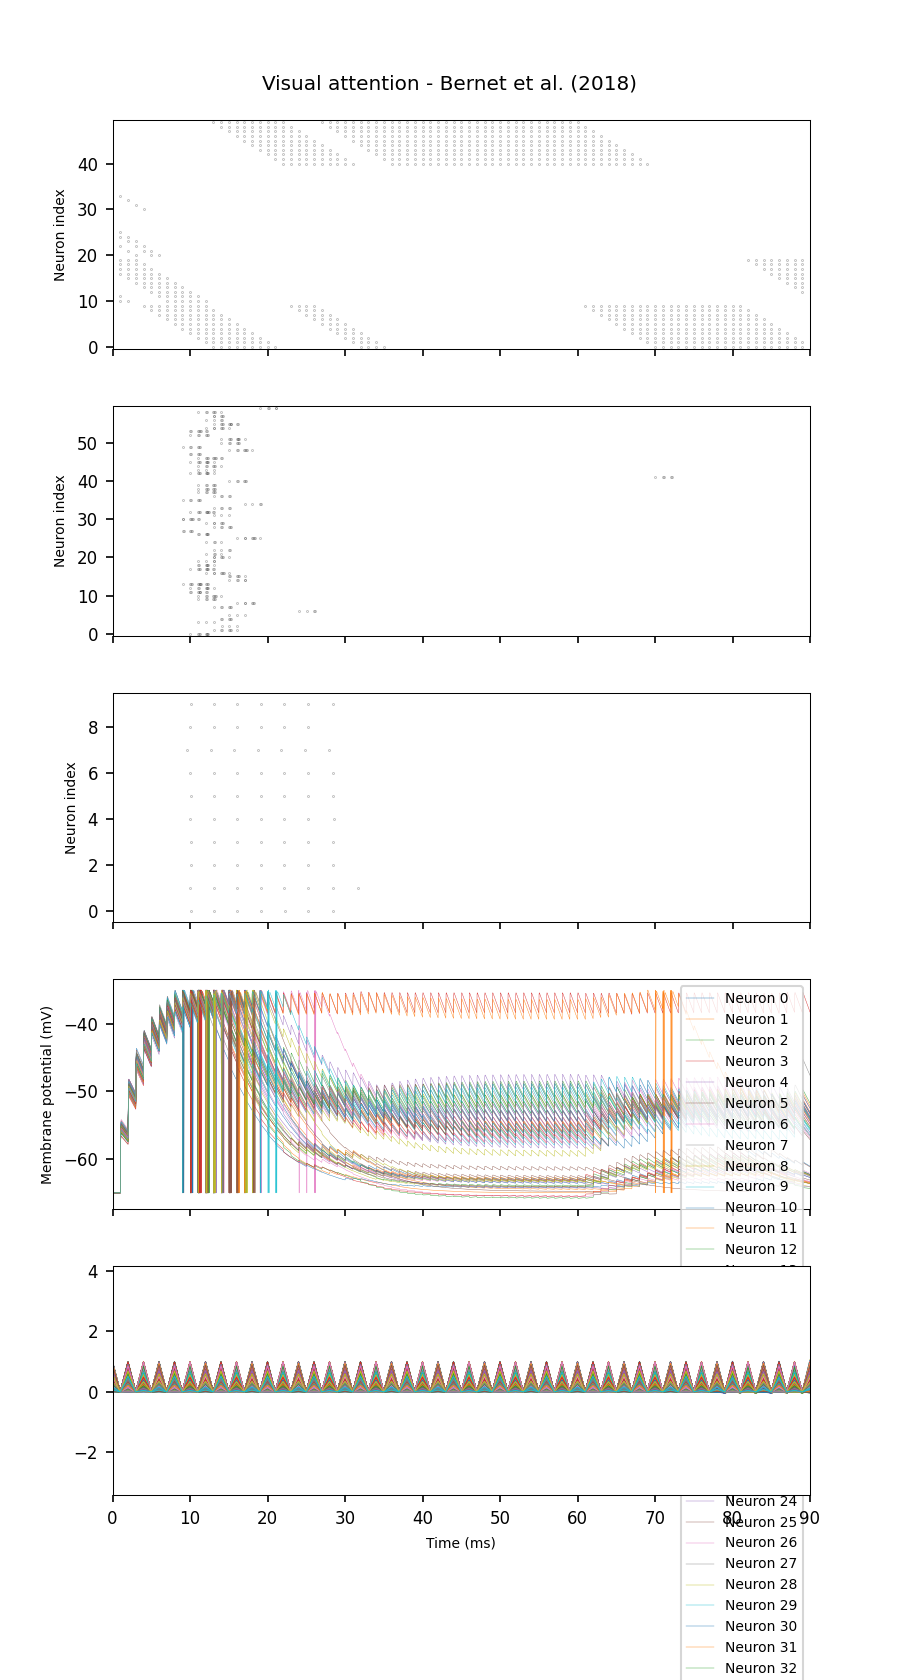 Visual attention - Bernet et al. (2018)
40
30
20
10
0
Neuron index
50
40
30
20
10
0
Neuron index
8
6
4
2
0
Neuron index
−40
−50
−60
Membrane potential (mV)
Neuron 0
Neuron 1
Neuron 2
Neuron 3
Neuron 4
Neuron 5
Neuron 6
Neuron 7
Neuron 8
Neuron 9
Neuron 10
Neuron 11
Neuron 12
4
2
0
−2
0 10 20 30 40 50 60 70 80 90
Time (ms)
Neuron 24
Neuron 25
Neuron 26
Neuron 27
Neuron 28
Neuron 29
Neuron 30
Neuron 31
Neuron 32